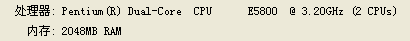 处理器: Pentium(R) Dual-Core  CPU      E5800  @ 3.20GHz (2 CPUs)
内存: 2048MB RAM